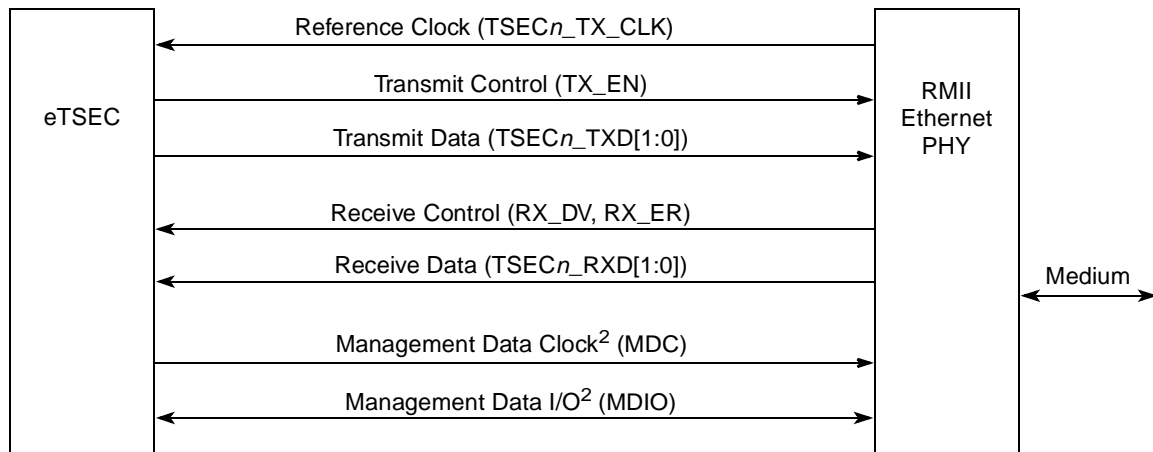 Reference Clock (TSECn_TX_CLK)
Transmit Control (TX_EN)
eTSEC
RMII
Ethernet
PHY
Transmit Data (TSECn_TXD[1:0])
Receive Control (RX_DV, RX_ER)
Receive Data (TSECn_RXD[1:0])
Medium
Management Data Clock² (MDC)
Management Data I/O² (MDIO)